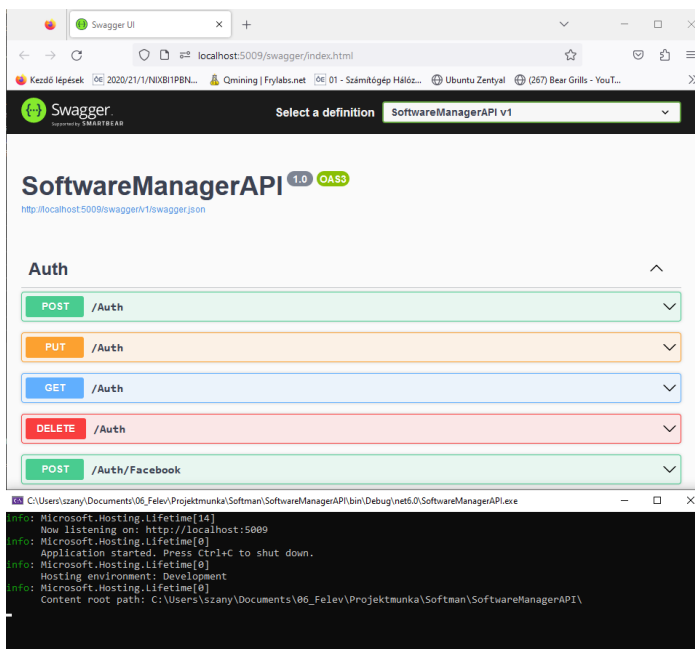 Swagger UI
localhost:5009/swagger/index.html
Kezdő lépések
2020/21/1/NIXBI1PBN...
Qmining | Frylabs.net
01 - Számítógép Hálóz...
Ubuntu Zentyal
(267) Bear Grills - YouT...
Swagger.
Supported by SMARTBEAR
Select a definition
SoftwareManagerAPI v1
SoftwareManagerAPI 1.0 OAS3
http://localhost:5009/swagger/v1/swagger.json
Auth
POST /Auth
PUT /Auth
GET /Auth
DELETE /Auth
POST /Auth/Facebook
C:\Users\szany\Documents\06_Felev\Projektmunka\Softman\SoftwareManagerAPI\bin\Debug\net6.0\SoftwareManagerAPI.exe
info: Microsoft.Hosting.Lifetime[14]
Now listening on: http://localhost:5009
info: Microsoft.Hosting.Lifetime[0]
Application started. Press Ctrl+C to shut down.
info: Microsoft.Hosting.Lifetime[0]
Hosting environment: Development
info: Microsoft.Hosting.Lifetime[0]
Content root path: C:\Users\szany\Documents\06_Felev\Projektmunka\Softman\SoftwareManagerAPI\